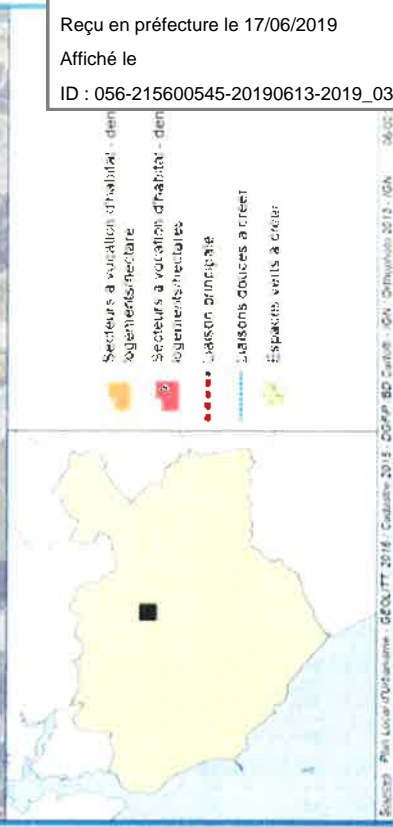 Reçu en préfecture le 17/06/2019
Affiché le
ID : 056-215600545-20190613-2019_03
Secteurs à vocation d'habitat - den
logements/hectare
Secteurs à vocation d'habitat - den
logements/hectares
Liaison principale
Liaisons douces à créer
Espaces verts à créer
Sources : Plan Local d'Urbanisme - GEOLITT 2016 - Cadastre 2015 - DGFIP, BD Carto® - IGN, Orthophoto 2013 - IGN